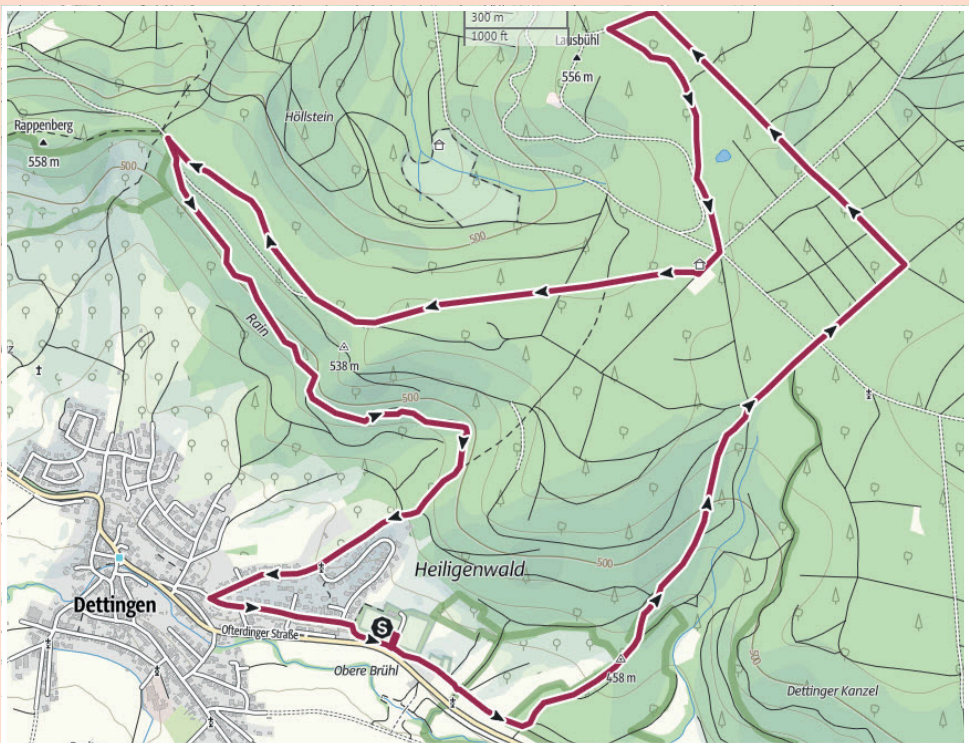 300 m
1000 ft
Lausbühl
556 m
Höllstein
Rappenberg
558 m
500
500
Rain
538 m
500
Heiligenwald
500
Dettingen
S
Ofterdinger Straße
Obere Brühl
458 m
500
Dettinger Kanzel